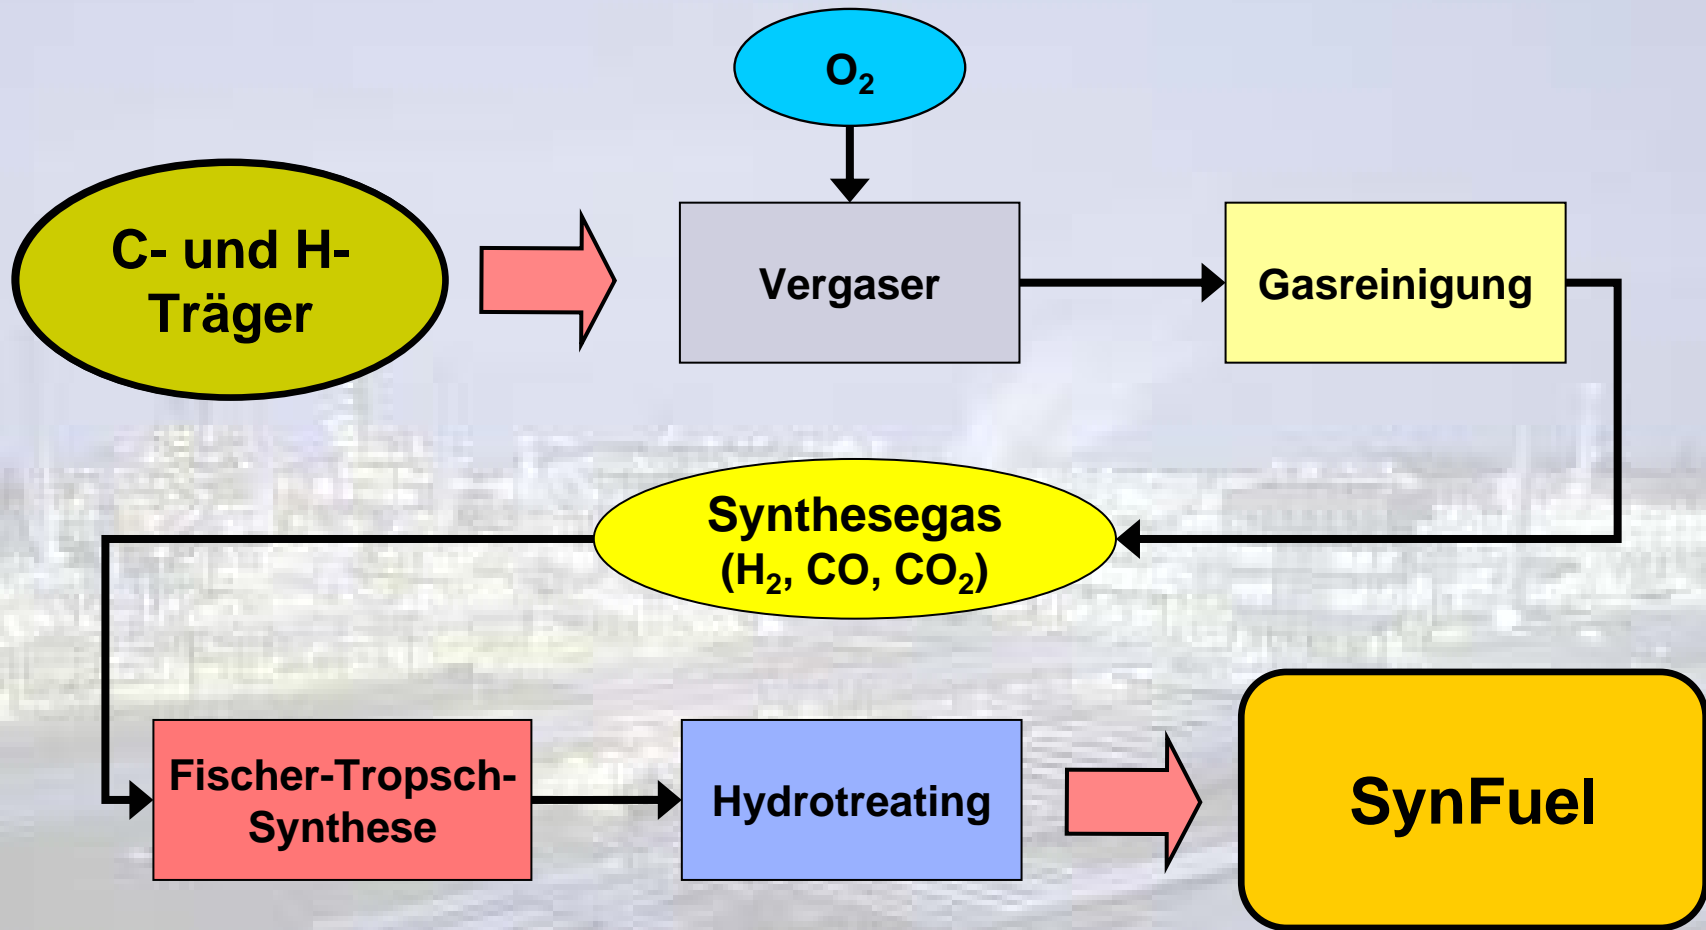 O₂
C- und H-
Träger
Vergaser
Gasreinigung
Synthesegas
(H₂, CO, CO₂)
Fischer-Tropsch-
Synthese
Hydrotreating
SynFuel